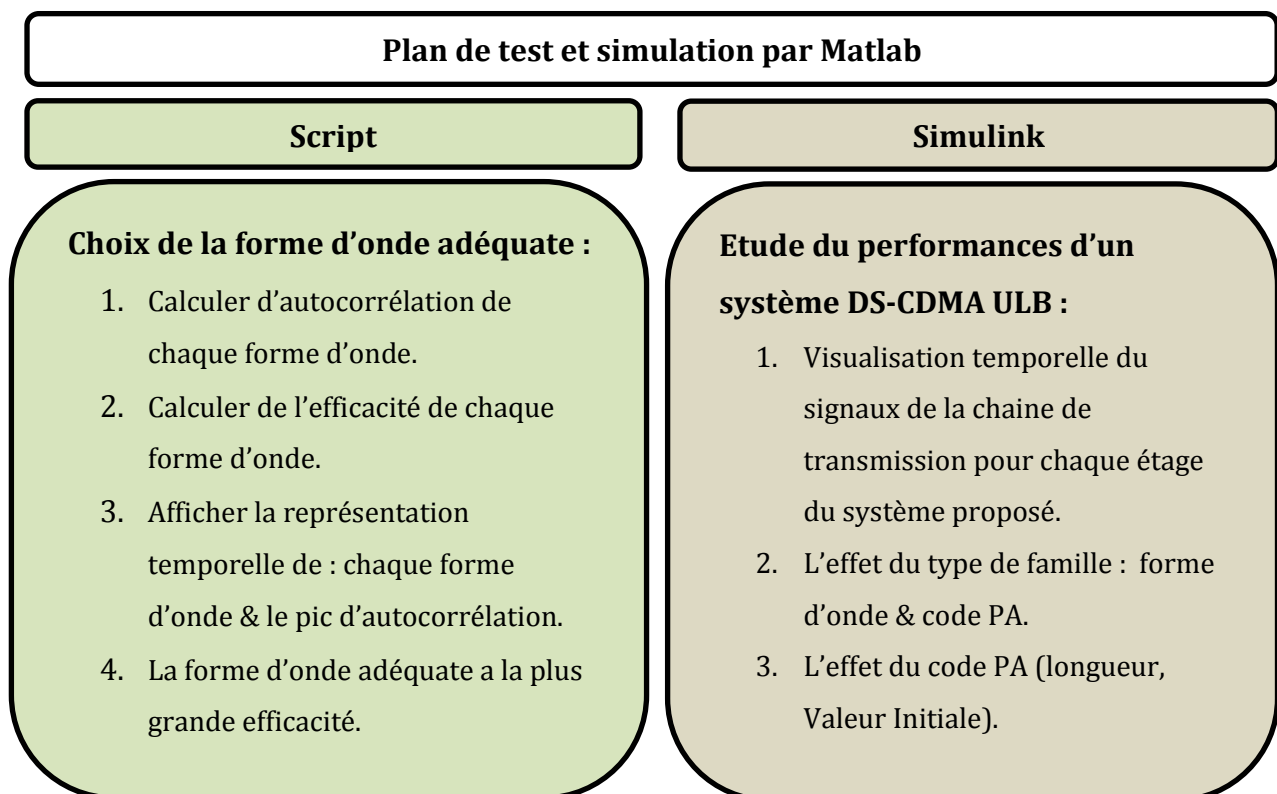 Plan de test et simulation par Matlab
Script
Choix de la forme d’onde adéquate :
1. Calculer d’autocorrélation de
chaque forme d’onde.
2. Calculer de l’efficacité de chaque
forme d’onde.
3. Afficher la représentation
temporelle de : chaque forme
d’onde & le pic d’autocorrélation.
4. La forme d’onde adéquate a la plus
grande efficacité.
Simulink
Etude du performances d’un
système DS-CDMA ULB :
1. Visualisation temporelle du
signaux de la chaine de
transmission pour chaque étage
du système proposé.
2. L’effet du type de famille : forme
d’onde & code PA.
3. L’effet du code PA (longueur,
Valeur Initiale).